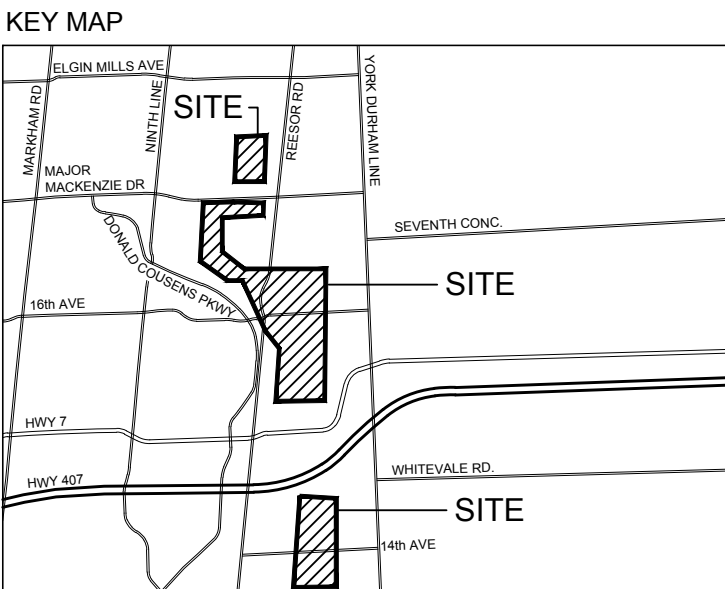 KEY MAP
ELGIN MILLS AVE
MARKHAM RD
NINTH LINE
SITE
REESOR RD
YORK DURHAM LINE
MAJOR
MACKENZIE DR
SEVENTH CONC.
DONALD COUSENS PKWY
SITE
16th AVE
HWY 7
HWY 407
WHITEVALE RD.
SITE
14th AVE